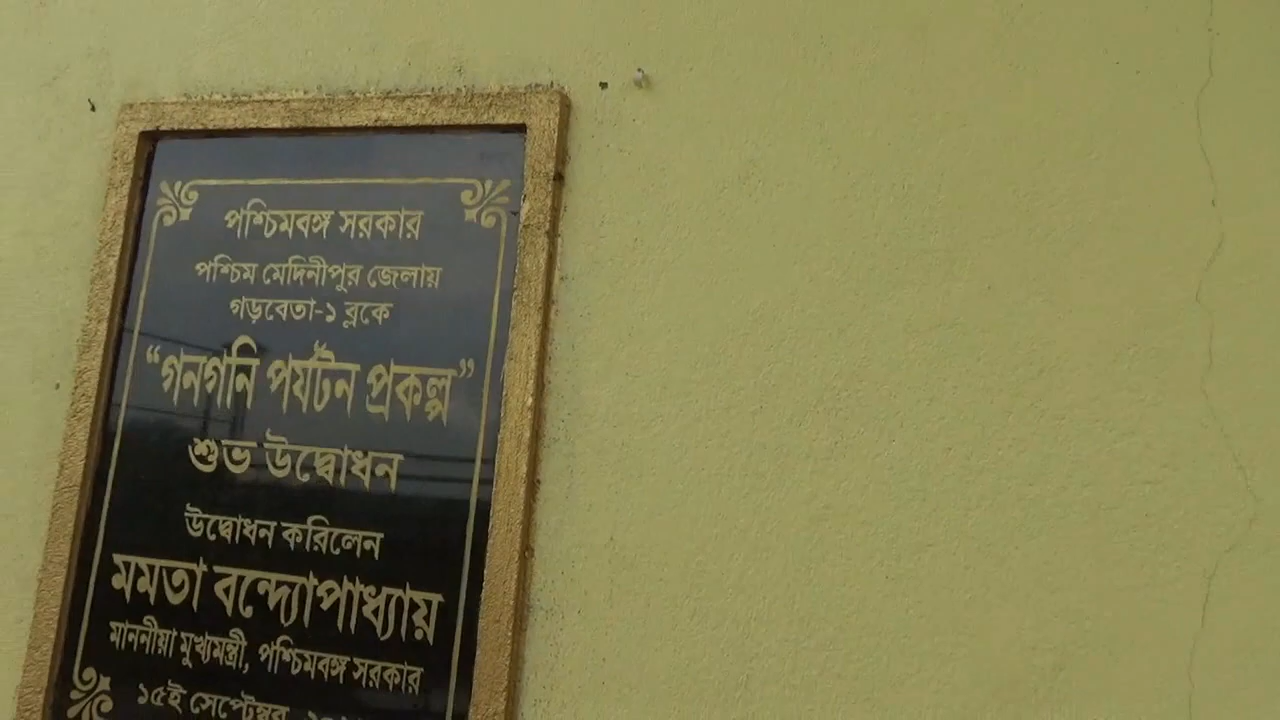 পশ্চিমবঙ্গ সরকার
পশ্চিম মেদিনীপুর জেলায়
গড়বেতা-১ ব্লকে
“গনগনি পর্যটন প্রকল্প”
শুভ উদ্বোধন
উদ্বোধন করিলেন
মমতা বন্দ্যোপাধ্যায়
মাননীয়া মুখ্যমন্ত্রী, পশ্চিমবঙ্গ সরকার
১৫ই সেপ্টেম্বর,